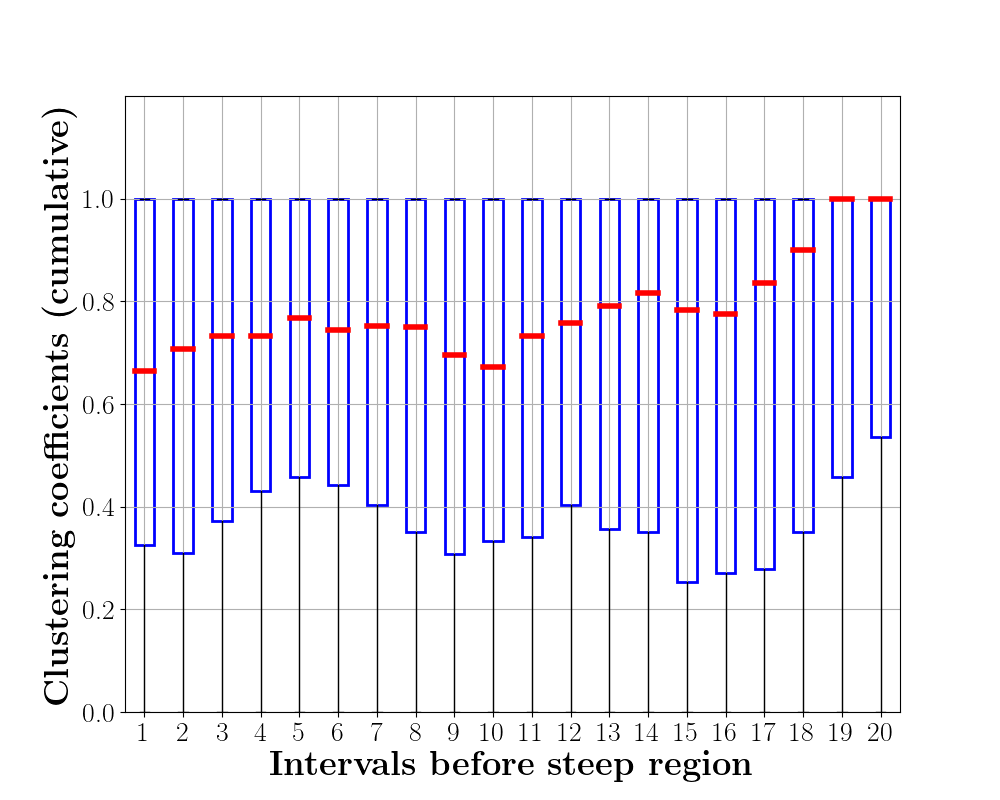 Clustering coefficients (cumulative)
1.0
0.8
0.6
0.4
0.2
0.0
1 2 3 4 5 6 7 8 9 10 11 12 13 14 15 16 17 18 19 20
Intervals before steep region